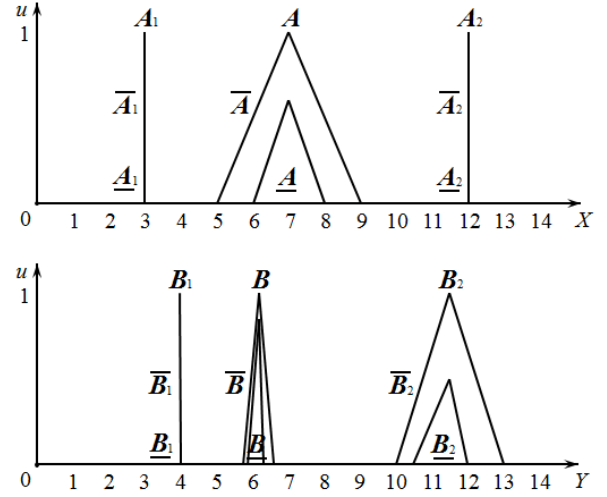 u
A₁ A A₂
1
A̅₁ A̅ A̅₂
A̲₁ A̲ A̲₂
0 1 2 3 4 5 6 7 8 9 10 11 12 13 14 X
u
B₁ B B₂
1
B̅₁ B̅ B̅₂
B̲₁ B̲ B̲₂
0 1 2 3 4 5 6 7 8 9 10 11 12 13 14 Y